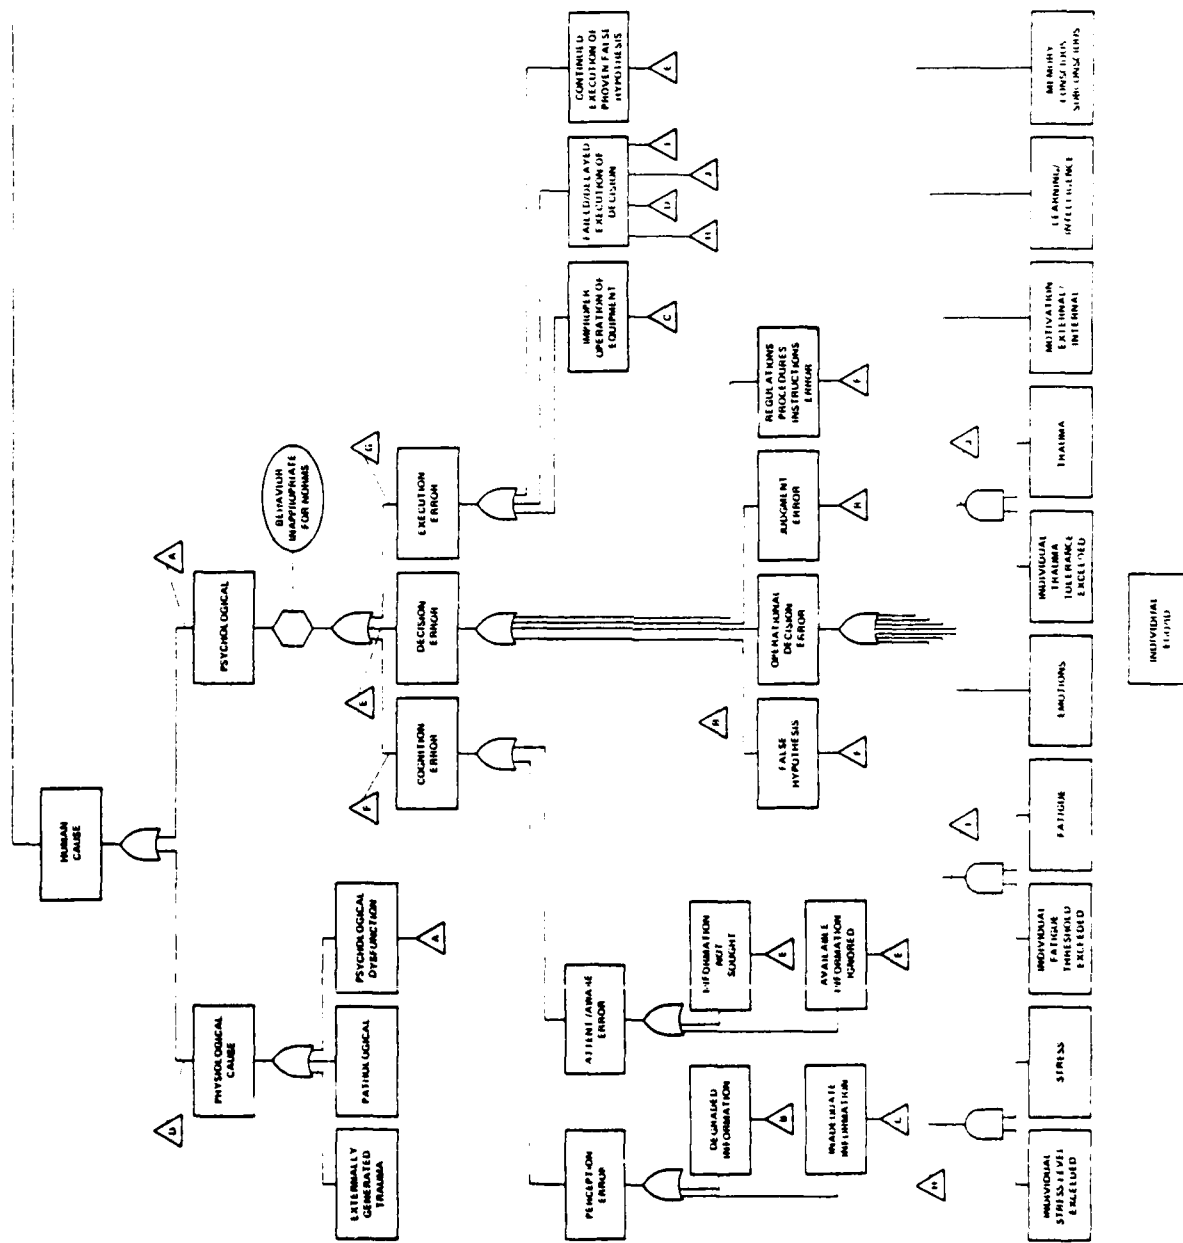 HUMAN
CAUSE
A
PSYCHOLOGICAL
BEHAVIOR
INAPPROPRIATE
FOR NORMS
D
PHYSIOLOGICAL
CAUSE
EXTERNALLY
GENERATED
TRAUMA
PATHOLOGICAL
PSYCHOLOGICAL
DYSFUNCTION
A
F
E
G
COGNITION
ERROR
DECISION
ERROR
EXECUTION
ERROR
PERCEPTION
ERROR
ATTENT/AWARE
ERROR
IMPROPER
OPERATION OF
EQUIPMENT
FAILED/DELAYED
EXECUTION OF
DECISION
CONTINUED
EXECUTION OF
PROVEN FALSE
HYPOTHESIS
C
H
D
J
I
E
DEGRADED
INFORMATION
INFORMATION
NOT
SOUGHT
B
E
INADEQUATE
INFORMATION
AVAILABLE
INFORMATION
IGNORED
E
FALSE
HYPOTHESIS
OPERATIONAL
DECISION
ERROR
JUDGMENT
ERROR
REGULATIONS
PROCEDURES
INSTRUCTIONS
ERROR
F
F
H
I
J
INDIVIDUAL
STRESS LEVEL
EXCEEDED
STRESS
INDIVIDUAL
FATIGUE
THRESHOLD
EXCEEDED
FATIGUE
EMOTIONS
INDIVIDUAL
TRAUMA
TOLERANCE
EXCEEDED
TRAUMA
MOTIVATION
EXTERNAL/
INTERNAL
LEARNING/
INTELLIGENCE
MEMORY
CONSCIOUS
SUBCONSCIOUS
INDIVIDUAL